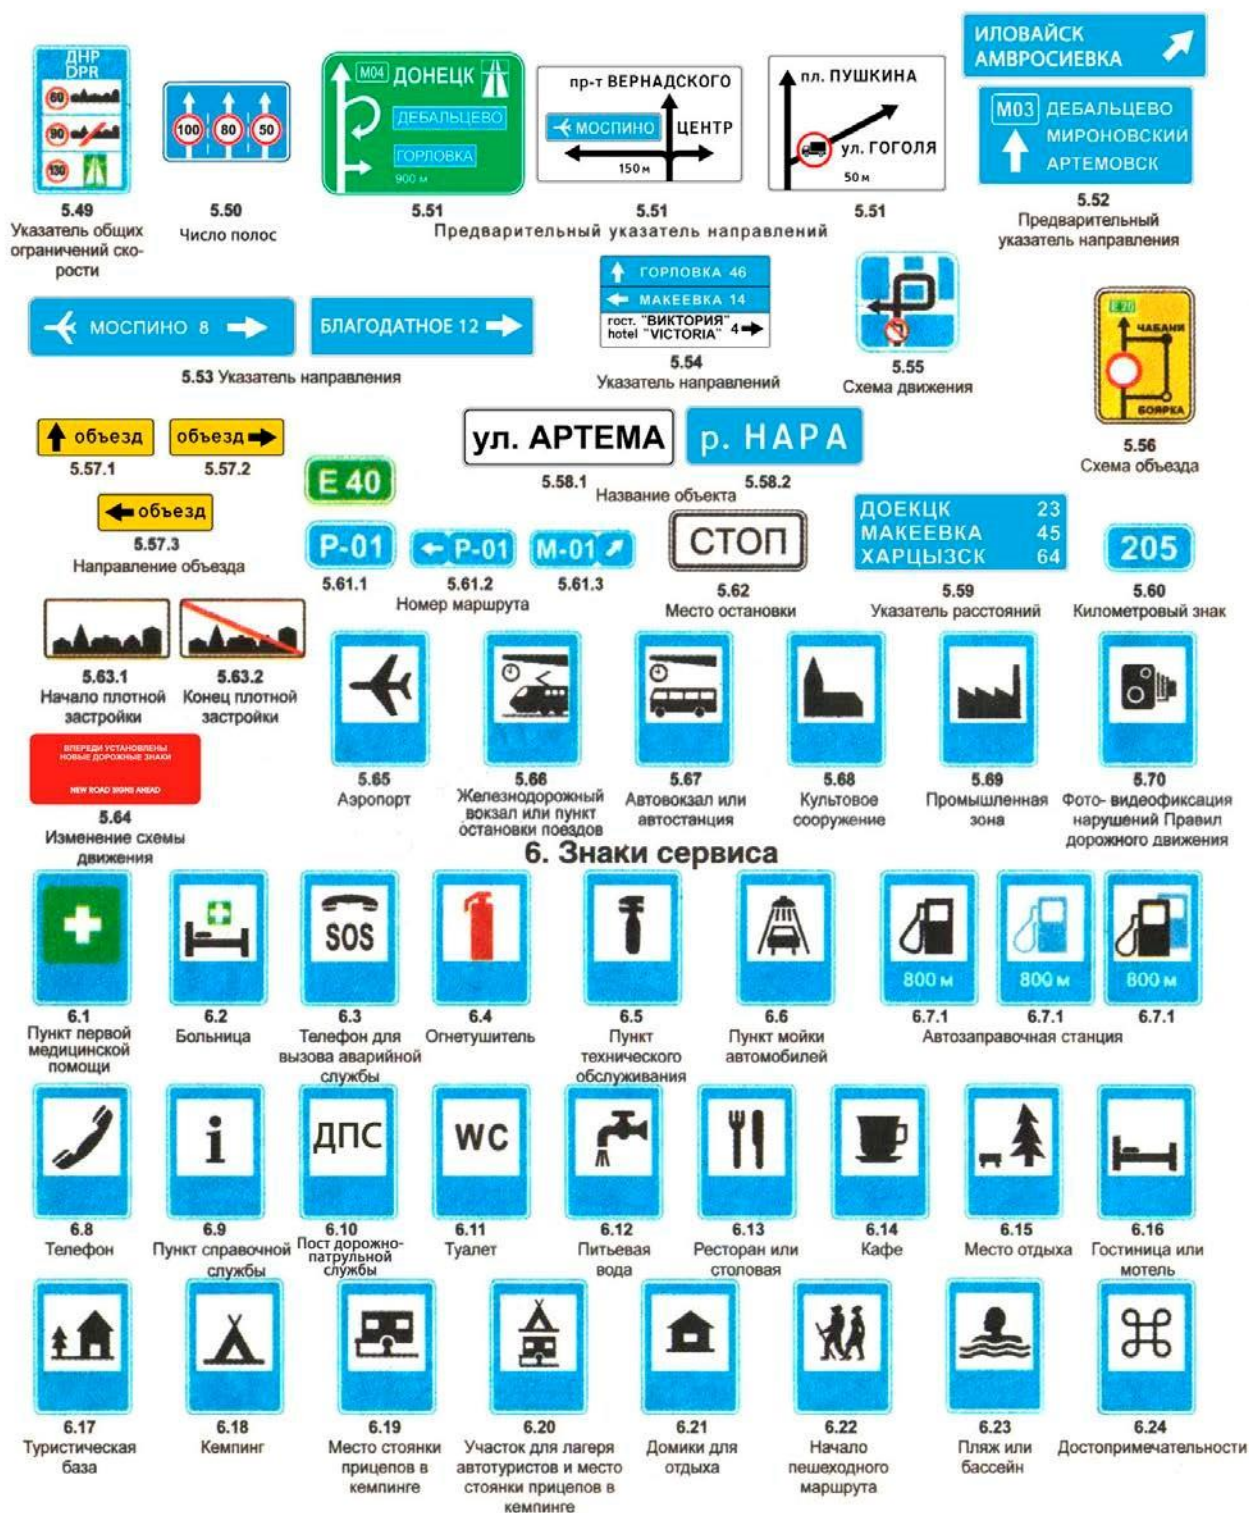 ДНР
DPR
60
90
130
5.49
Указатель общих
ограничений ско-
рости
100 80 50
5.50
Число полос
М04 ДОНЕЦК
ДЕБАЛЬЦЕВО
ГОРЛОВКА
900 м
5.51
пр-т ВЕРНАДСКОГО
МОСПИНО ЦЕНТР
150 м
5.51
пл. ПУШКИНА
ул. ГОГОЛЯ
50 м
5.51
Предварительный указатель направлений
ИЛОВАЙСК
АМВРОСИЕВКА
М03 ДЕБАЛЬЦЕВО
МИРОНОВСКИЙ
АРТЕМОВСК
5.52
Предварительный
указатель направления
МОСПИНО 8
БЛАГОДАТНОЕ 12
5.53 Указатель направления
ГОРЛОВКА 46
МАКЕЕВКА 14
гост. "ВИКТОРИЯ"
hotel "VICTORIA" 4
5.54
Указатель направлений
5.55
Схема движения
ЧАБАНИ
БОЯРКА
5.56
Схема объезда
объезд
5.57.1
объезд
5.57.2
объезд
5.57.3
Направление объезда
ул. АРТЕМА
р. НАРА
5.58.1 5.58.2
Название объекта
E 40
Р-01
5.61.1
Р-01
5.61.2
М-01
5.61.3
Номер маршрута
СТОП
5.62
Место остановки
ДОЕКЦК 23
МАКЕЕВКА 45
ХАРЦЫЗСК 64
5.59
Указатель расстояний
205
5.60
Километровый знак
5.63.1
Начало плотной
застройки
5.63.2
Конец плотной
застройки
ВПЕРЕДИ УСТАНОВЛЕНЫ
НОВЫЕ ДОРОЖНЫЕ ЗНАКИ
NEW ROAD SIGNS AHEAD
5.64
Изменение схемы
движения
5.65
Аэропорт
5.66
Железнодорожный
вокзал или пункт
остановки поездов
5.67
Автовокзал или
автостанция
5.68
Культовое
сооружение
5.69
Промышленная
зона
5.70
Фото- видеофиксация
нарушений Правил
дорожного движения
6. Знаки сервиса
6.1
Пункт первой
медицинской
помощи
6.2
Больница
SOS
6.3
Телефон для
вызова аварийной
службы
6.4
Огнетушитель
6.5
Пункт
технического
обслуживания
6.6
Пункт мойки
автомобилей
800 м 800 м 800 м
6.7.1 6.7.1 6.7.1
Автозаправочная станция
6.8
Телефон
i
6.9
Пункт справочной
службы
ДПС
6.10
Пост дорожно-
патрульной
службы
WC
6.11
Туалет
6.12
Питьевая
вода
6.13
Ресторан или
столовая
6.14
Кафе
6.15
Место отдыха
6.16
Гостиница или
мотель
6.17
Туристическая
база
6.18
Кемпинг
6.19
Место стоянки
прицепов в
кемпинге
6.20
Участок для лагеря
автотуристов и место
стоянки прицепов в
кемпинге
6.21
Домики для
отдыха
6.22
Начало
пешеходного
маршрута
6.23
Пляж или
бассейн
6.24
Достопримечательности